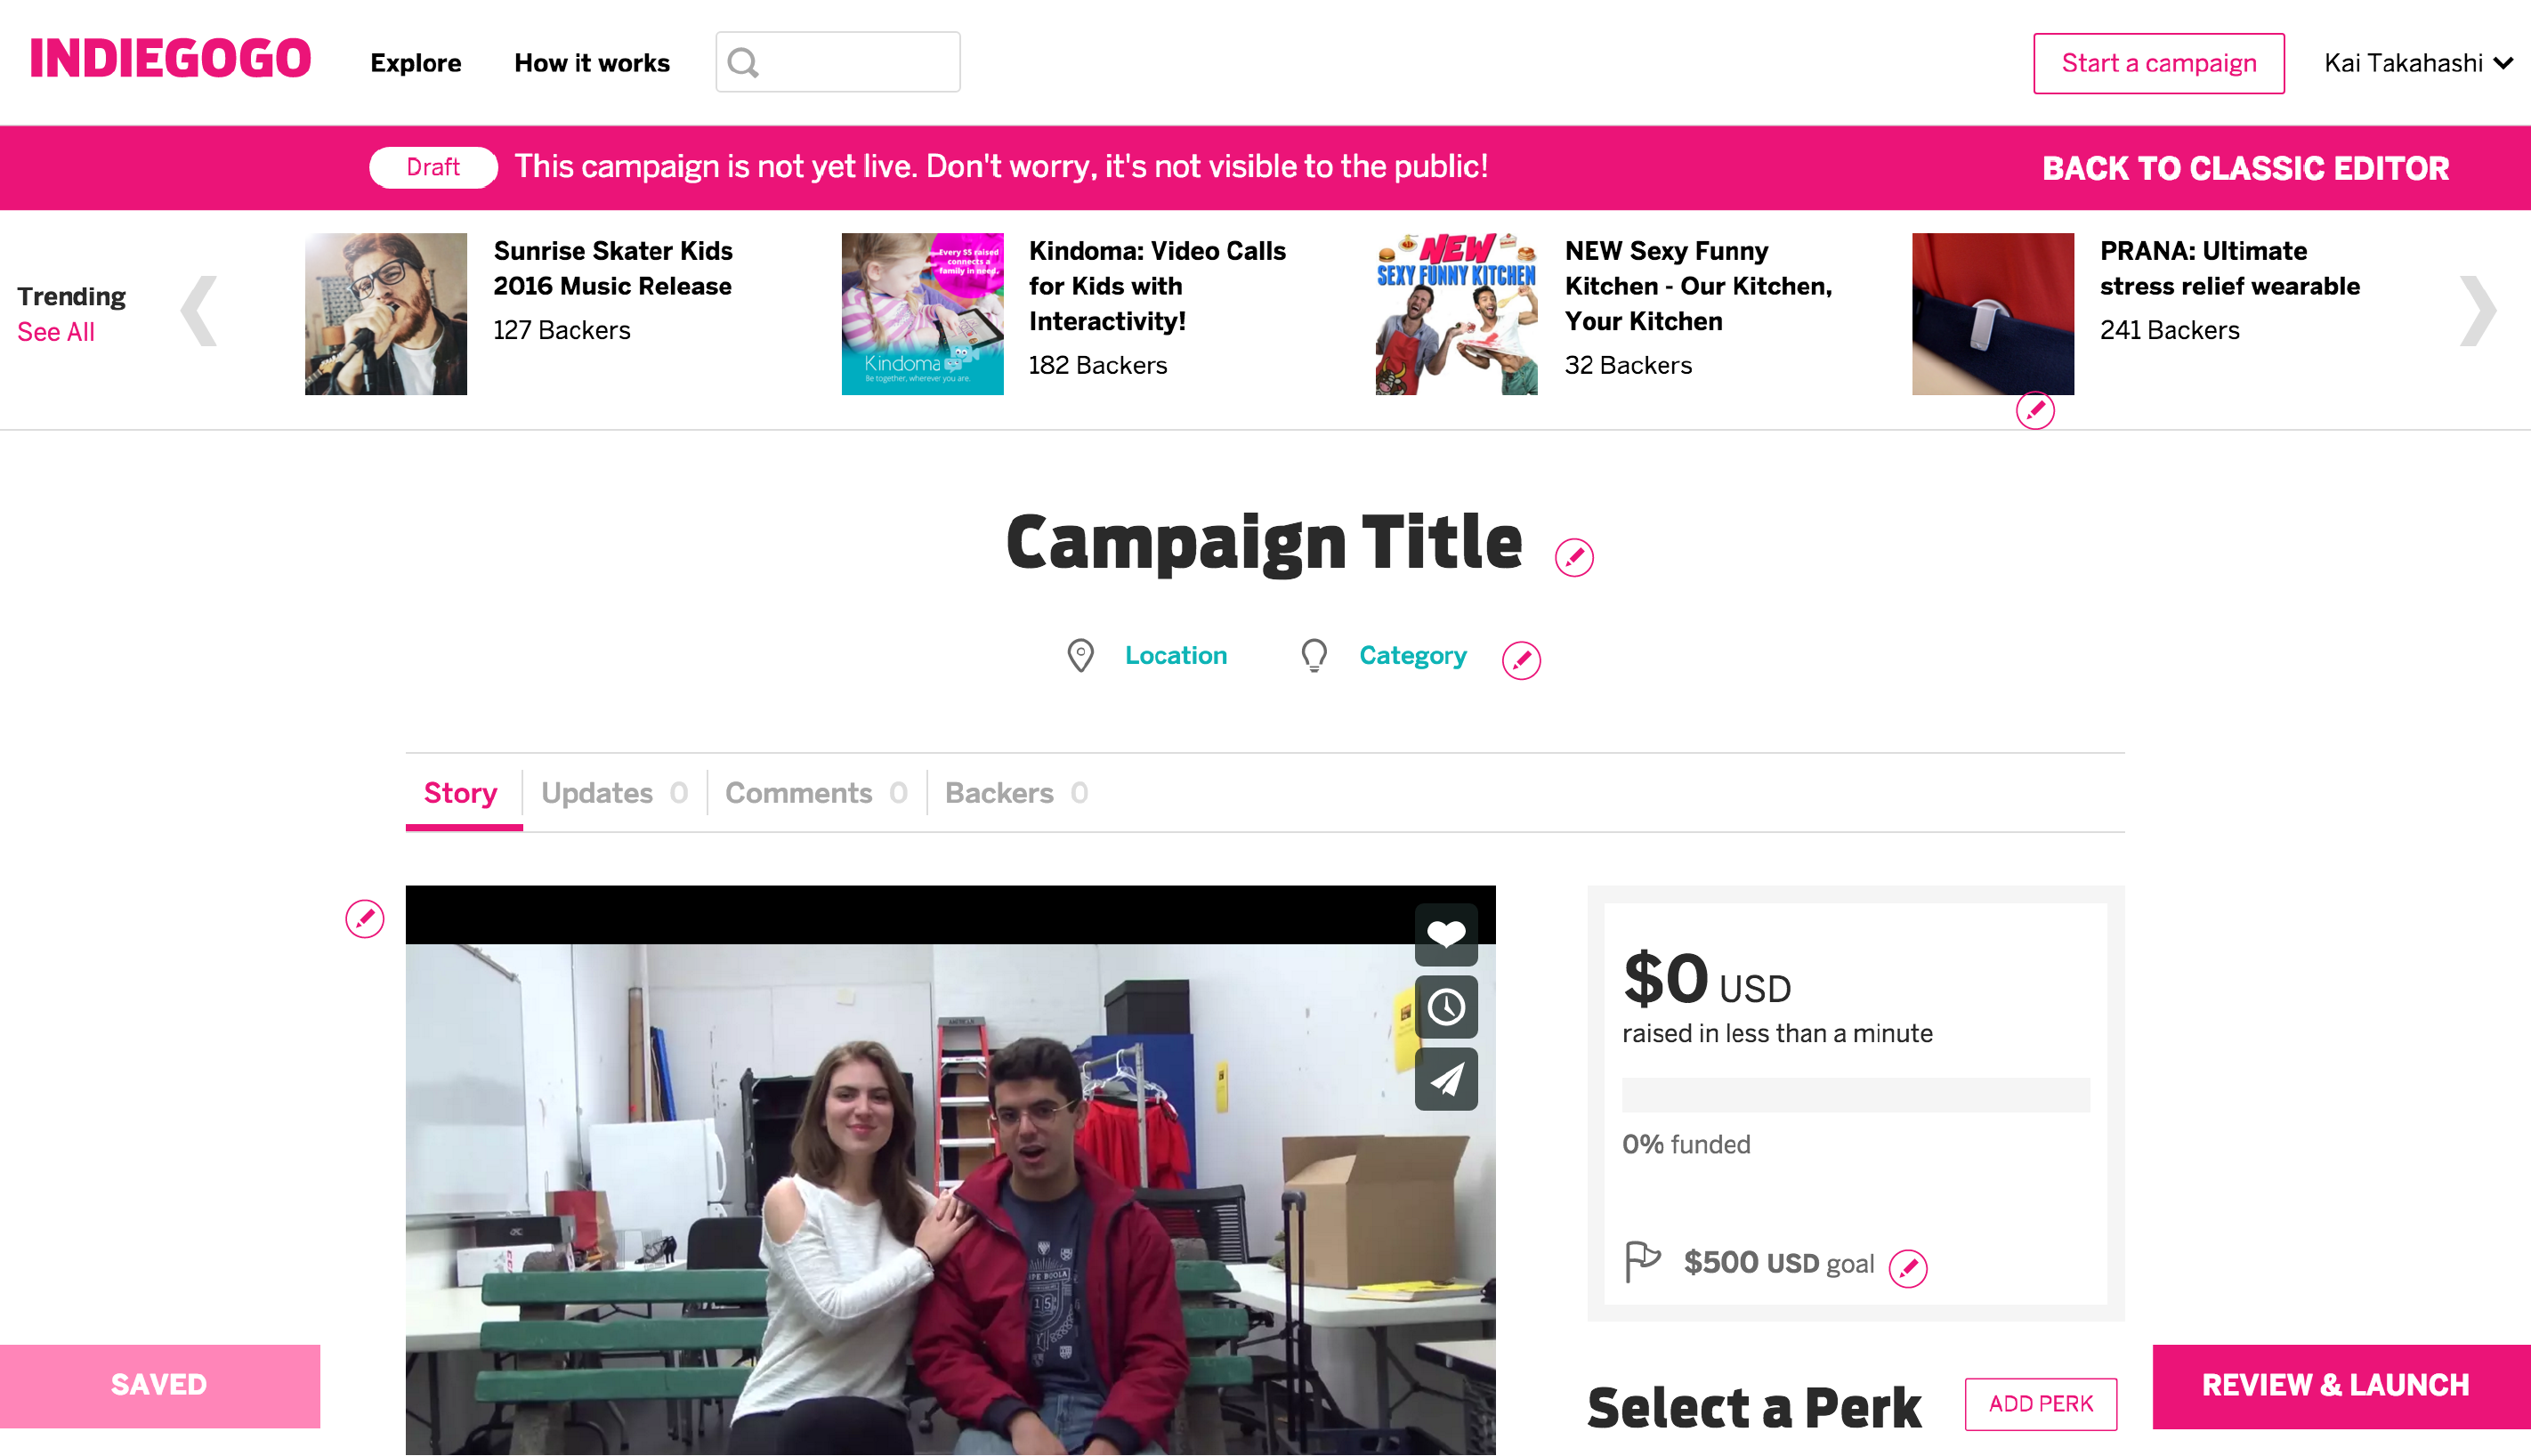 INDIEGOGO
Explore
How it works
Start a campaign
Kai Takahashi
Draft
This campaign is not yet live. Don't worry, it's not visible to the public!
BACK TO CLASSIC EDITOR
Trending
See All
Sunrise Skater Kids
2016 Music Release
127 Backers
Every $5 raised
connects a
family in need.
Kindoma
Be together, wherever you are.
Kindoma: Video Calls
for Kids with
Interactivity!
182 Backers
NEW
SEXY FUNNY KITCHEN
NEW Sexy Funny
Kitchen - Our Kitchen,
Your Kitchen
32 Backers
PRANA: Ultimate
stress relief wearable
241 Backers
Campaign Title
Location
Category
Story
Updates 0
Comments 0
Backers 0
$0 USD
raised in less than a minute
0% funded
$500 USD goal
SAVED
Select a Perk
ADD PERK
REVIEW & LAUNCH